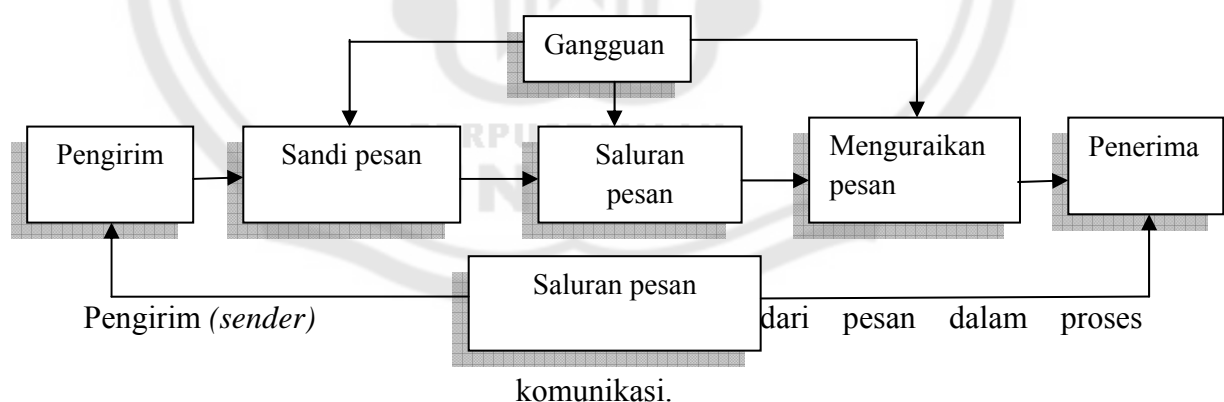 Gangguan
Pengirim
Sandi pesan
Saluran
pesan
Menguraikan
pesan
Penerima
Saluran pesan
Pengirim (sender)
dari pesan dalam proses
komunikasi.